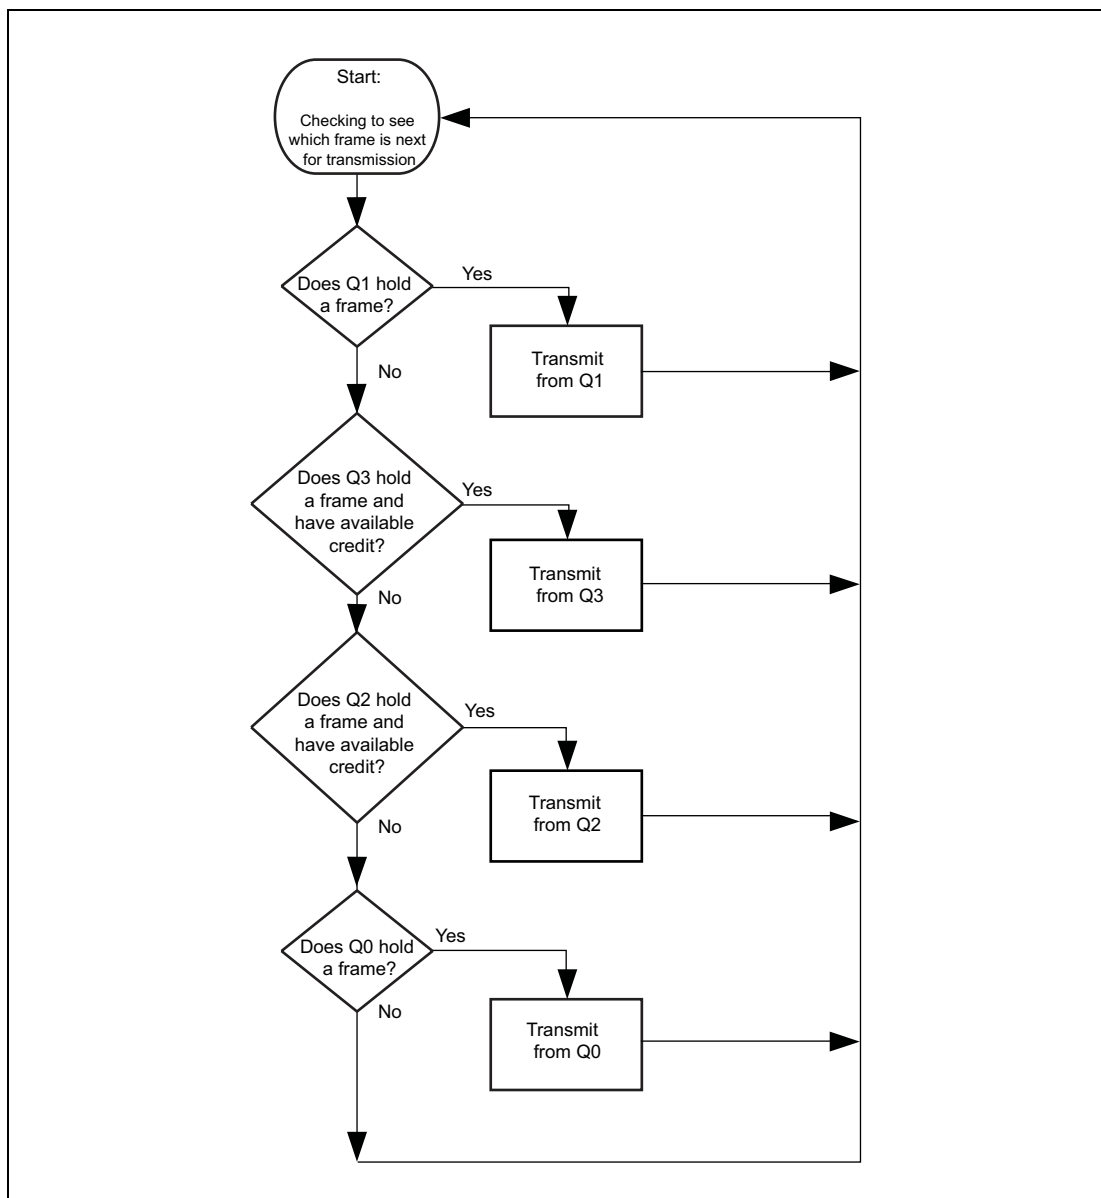 Start:
Checking to see
which frame is next
for transmission
Does Q1 hold
a frame?
Yes
Transmit
from Q1
No
Does Q3 hold
a frame and
have available
credit?
Yes
Transmit
from Q3
No
Does Q2 hold
a frame and
have available
credit?
Yes
Transmit
from Q2
No
Does Q0 hold
a frame?
Yes
Transmit
from Q0
No